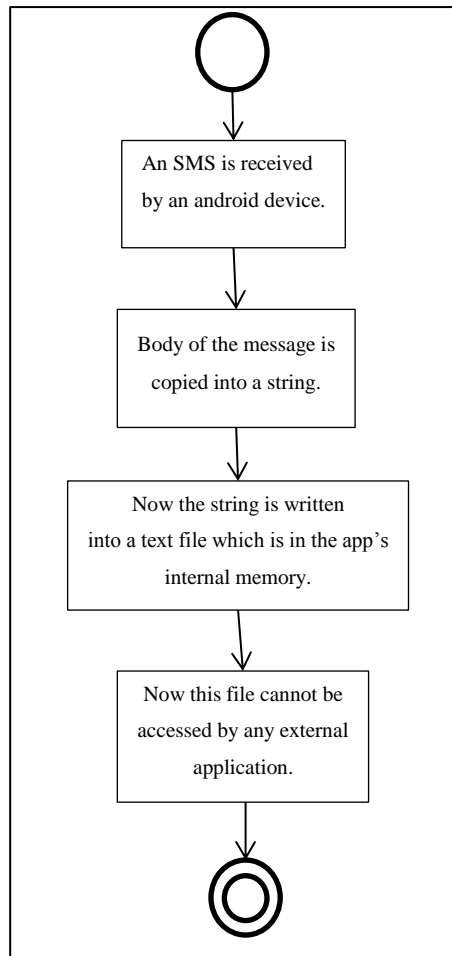 An SMS is received
by an android device.
Body of the message is
copied into a string.
Now the string is written
into a text file which is in the app’s
internal memory.
Now this file cannot be
accessed by any external
application.